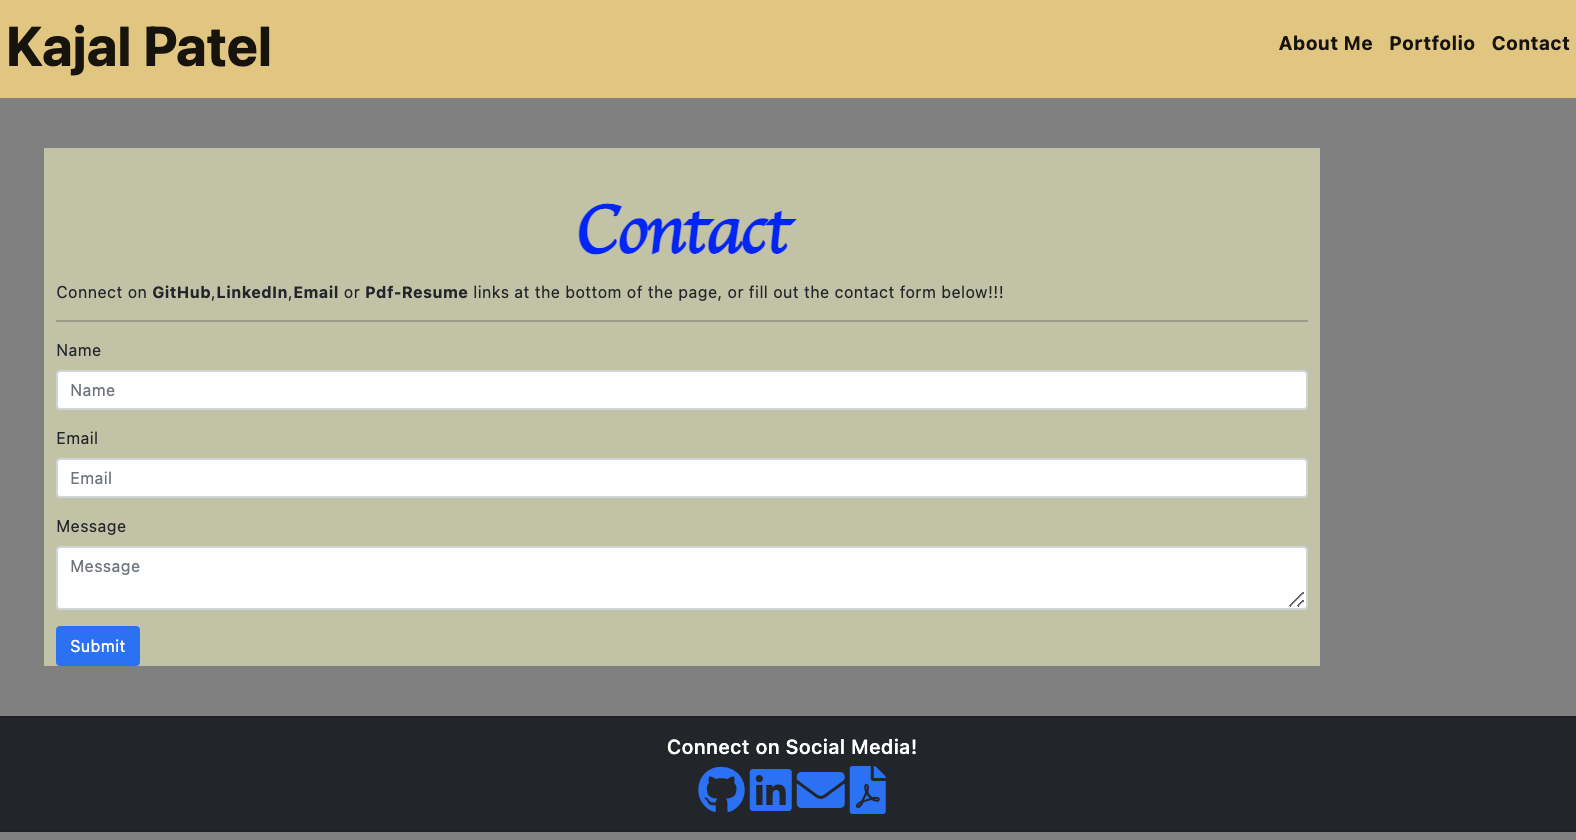 Kajal Patel
About Me Portfolio Contact
Contact
Connect on GitHub,LinkedIn,Email or Pdf-Resume links at the bottom of the page, or fill out the contact form below!!!
Name
Name
Email
Email
Message
Message
Submit
Connect on Social Media!
in